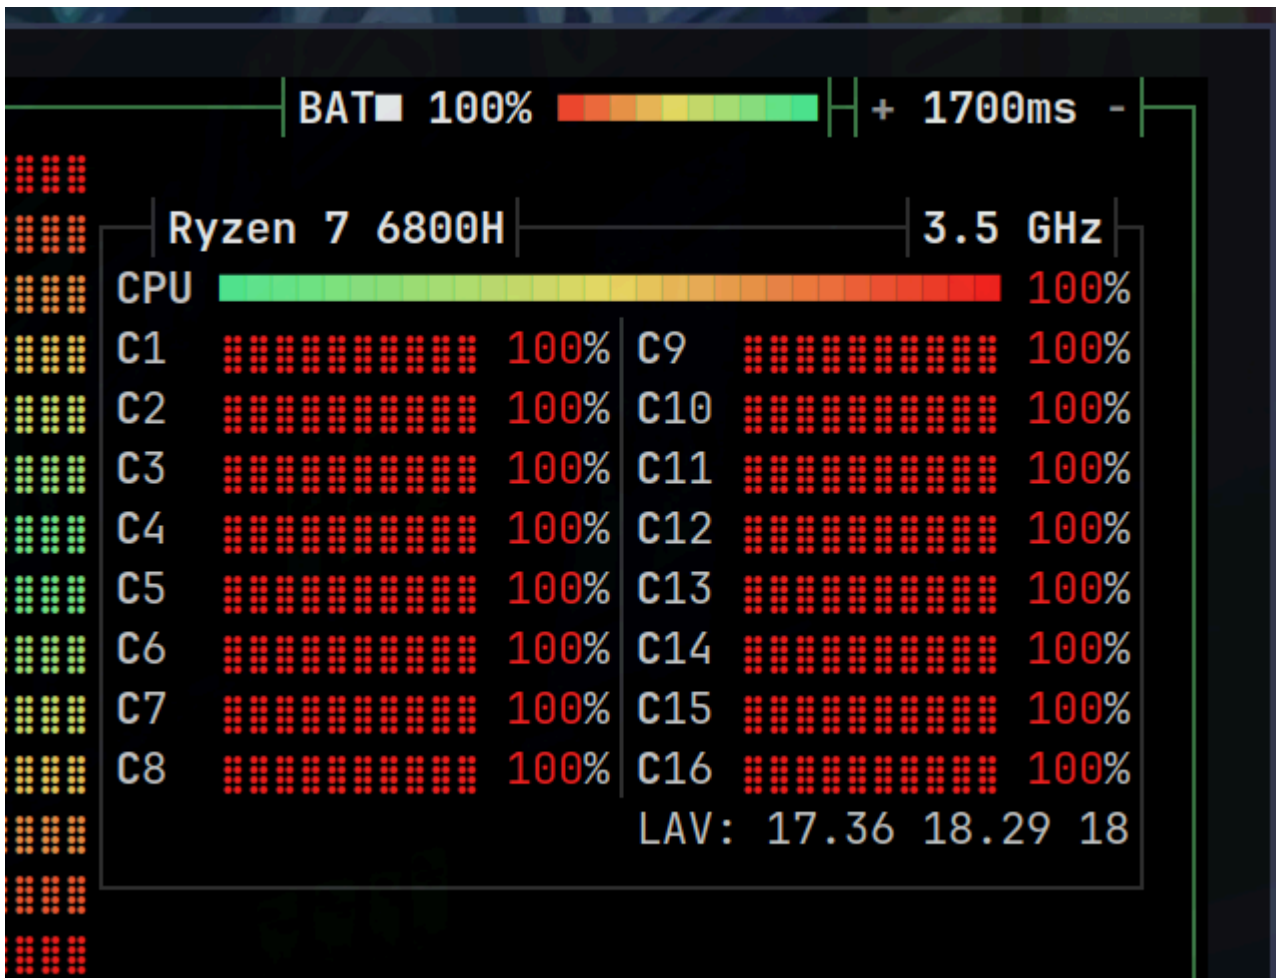 BAT■ 100% + 1700ms -
Ryzen 7 6800H 3.5 GHz
CPU 100%
C1 100% C9 100%
C2 100% C10 100%
C3 100% C11 100%
C4 100% C12 100%
C5 100% C13 100%
C6 100% C14 100%
C7 100% C15 100%
C8 100% C16 100%
LAV: 17.36 18.29 18